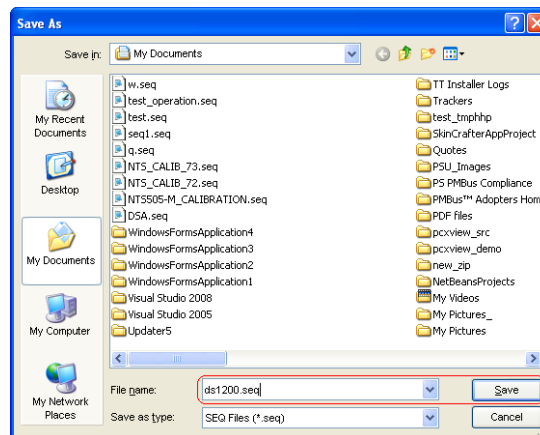 Save As
Save in:
My Documents
My Recent
Documents
Desktop
My Documents
My Computer
My Network
Places
w.seq
test_operation.seq
test.seq
seq1.seq
q.seq
NTS_CALIB_73.seq
NTS_CALIB_72.seq
NTS505-M_CALIBRATION.seq
DSA.seq
WindowsFormsApplication4
WindowsFormsApplication3
WindowsFormsApplication2
WindowsFormsApplication1
Visual Studio 2008
Visual Studio 2005
Updater5
TT Installer Logs
Trackers
test_tmphhp
SkinCrafterAppProject
Quotes
PSU_Images
PS PMBus Compliance
PMBus™ Adopters Hom
PDF files
pcxview_src
pcxview_demo
new_zip
NetBeansProjects
My Videos
My Pictures_
My Pictures
File name:
ds1200.seq
Save
Save as type:
SEQ Files (*.seq)
Cancel